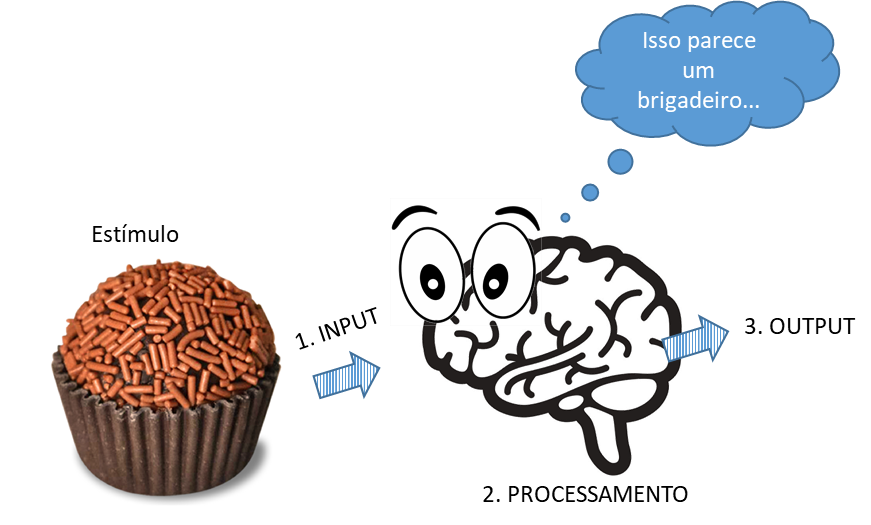 Isso parece
um
brigadeiro...
Estímulo
1. INPUT
3. OUTPUT
2. PROCESSAMENTO